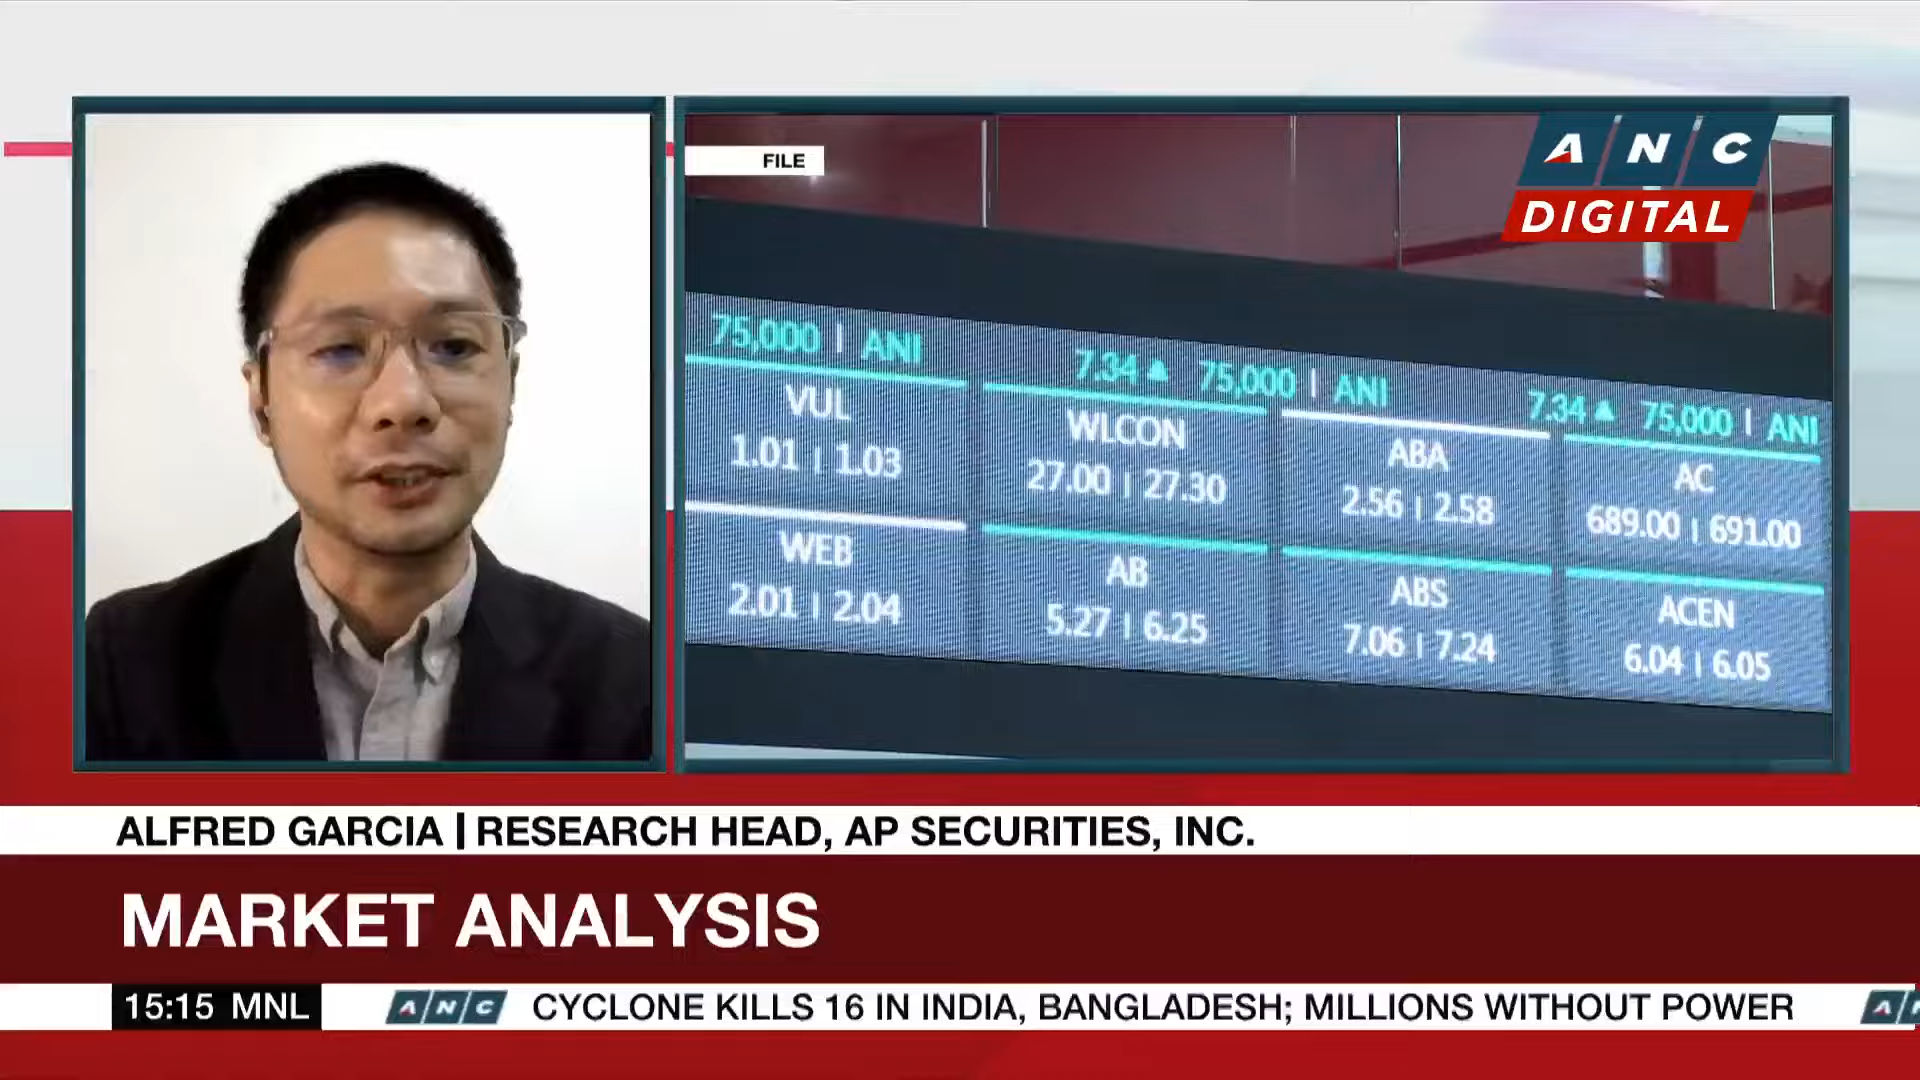 FILE
ANC
DIGITAL
75,000 | ANI 7.34 ▲ 75,000 | ANI 7.34 ▲ 75,000 | ANI
VUL
1.01 | 1.03
WLCON
27.00 | 27.30
ABA
2.56 | 2.58
AC
689.00 | 691.00
WEB
2.01 | 2.04
AB
5.27 | 6.25
ABS
7.06 | 7.24
ACEN
6.04 | 6.05
ALFRED GARCIA | RESEARCH HEAD, AP SECURITIES, INC.
MARKET ANALYSIS
15:15 MNL ANC CYCLONE KILLS 16 IN INDIA, BANGLADESH; MILLIONS WITHOUT POWER